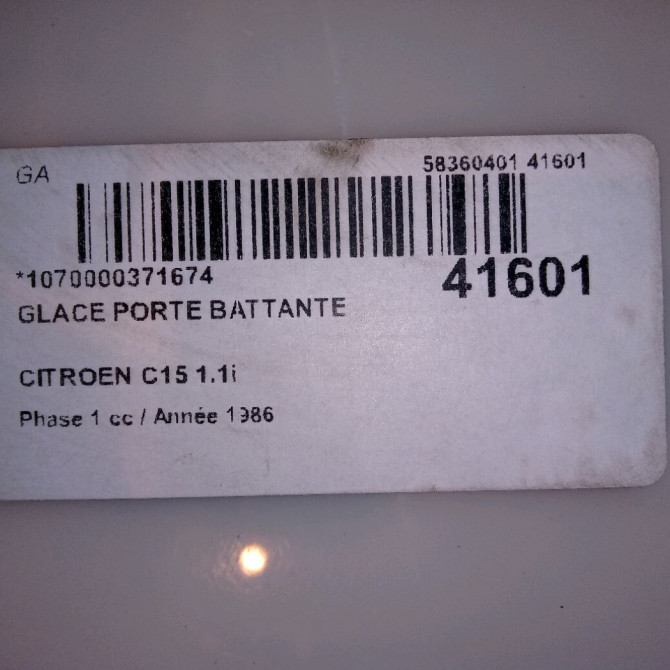 GA
58360401 41601
*1070000371674
41601
GLACE PORTE BATTANTE
CITROEN C15 1.1i
Phase 1 cc / Année 1986